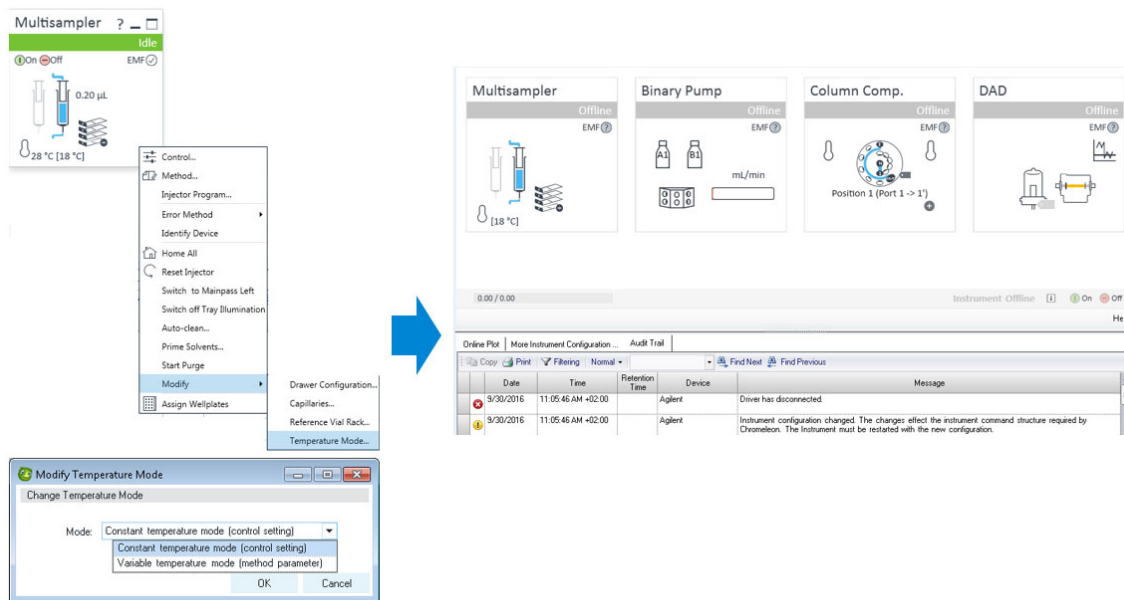 Multisampler ? _
Idle
On Off EMF
0.20 µL
28 °C [18 °C]
Control...
Method...
Injector Program...
Error Method
Identify Device
Home All
Reset Injector
Switch to Mainpass Left
Switch off Tray Illumination
Auto-clean...
Prime Solvents...
Start Purge
Modify
Assign Wellplates
Drawer Configuration...
Capillaries...
Reference Vial Rack...
Temperature Mode...
Modify Temperature Mode
Change Temperature Mode
Mode: Constant temperature mode (control setting)
Constant temperature mode (control setting)
Variable temperature mode (method parameter)
OK Cancel
Multisampler
Offline
EMF ?
[18 °C]
Binary Pump
Offline
EMF ?
A1 B1
mL/min
Column Comp.
Offline
EMF ?
Position 1 (Port 1 -> 1')
DAD
Offline
EMF ?
0.00 / 0.00
Instrument Offline i On Off
He
Online Plot More Instrument Configuration ... Audit Trail
Copy Print Filtering Normal Find Next Find Previous
Date Time Retention Time Device Message
9/30/2016 11:05:46 AM +02:00 Agilent Driver has disconnected.
9/30/2016 11:05:46 AM +02:00 Agilent Instrument configuration changed. The changes effect the instrument command structure required by
Chromeleon. The Instrument must be restarted with the new configuration.